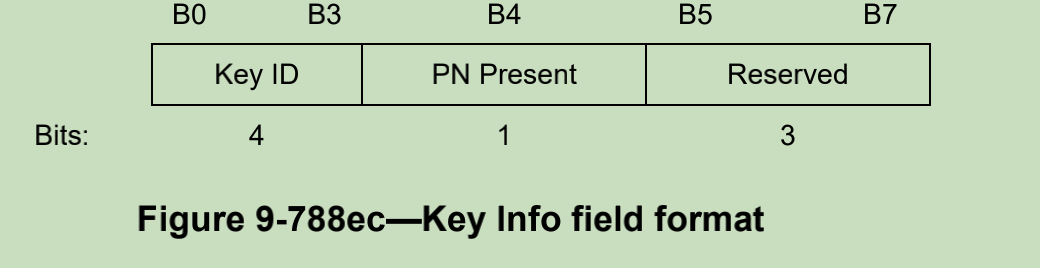 B0 B3 B4 B5 B7
Key ID PN Present Reserved
Bits: 4 1 3
Figure 9-788ec—Key Info field format